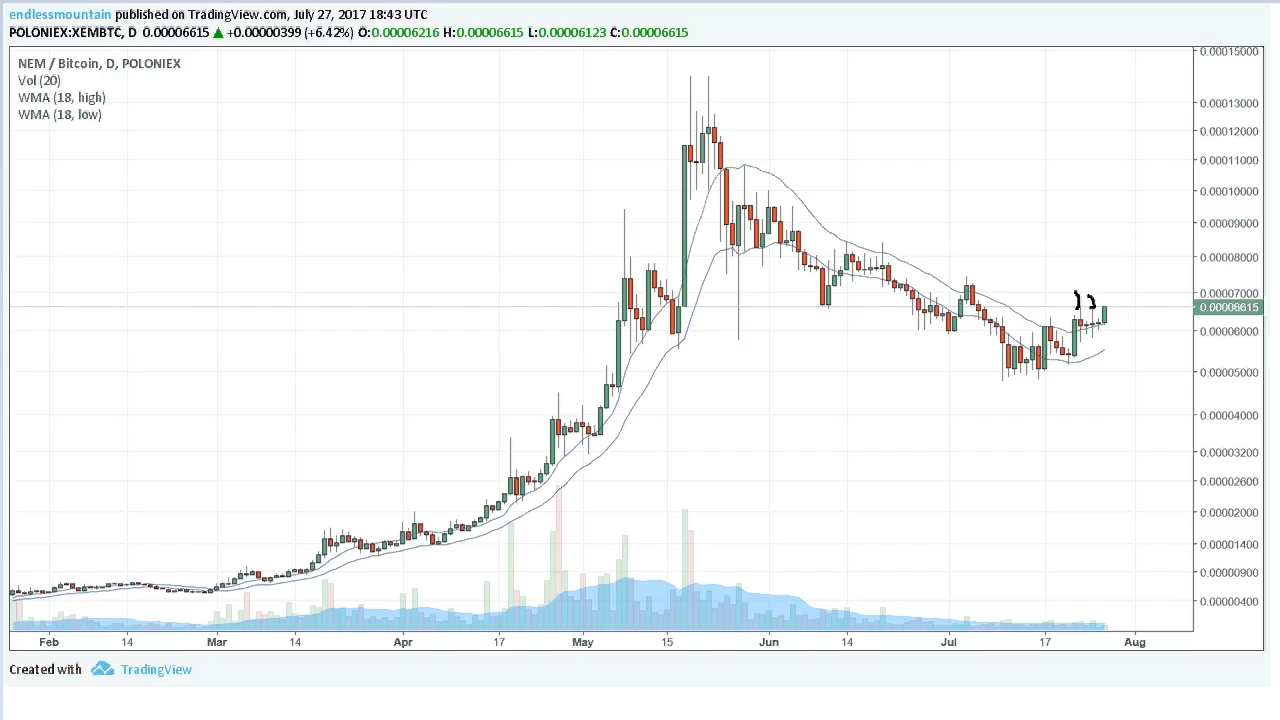 endlessmountain published on TradingView.com, July 27, 2017 18:43 UTC
POLONIEX:XEMBTC, D 0.00006615 ▲ +0.00000399 (+6.42%) O:0.00006216 H:0.00006615 L:0.00006123 C:0.00006615
NEM / Bitcoin, D, POLONIEX
Vol (20)
WMA (18, high)
WMA (18, low)
0.00015000
0.00013000
0.00012000
0.00011000
0.00010000
0.00009000
0.00008000
0.00007000
0.00006615
0.00006000
0.00005000
0.00004000
0.00003200
0.00002600
0.00002000
0.00001400
0.00000900
0.00000400
Feb 14 Mar 14 Apr 17 May 15 Jun 14 Jul 17 Aug
Created with TradingView